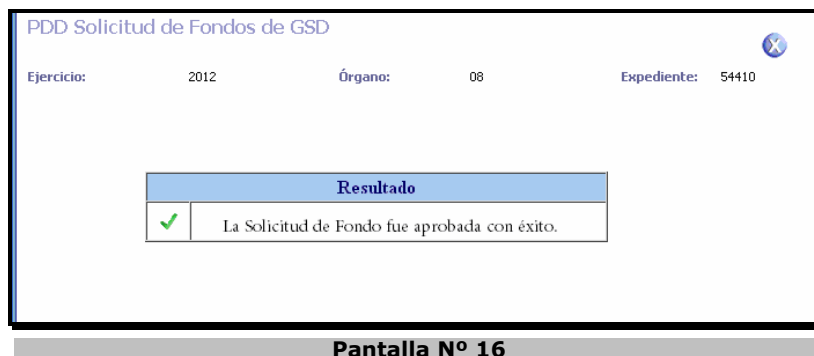 PDD Solicitud de Fondos de GSD
Ejercicio: 2012 Órgano: 08 Expediente: 54410
Resultado
La Solicitud de Fondo fue aprobada con éxito.
Pantalla Nº 16